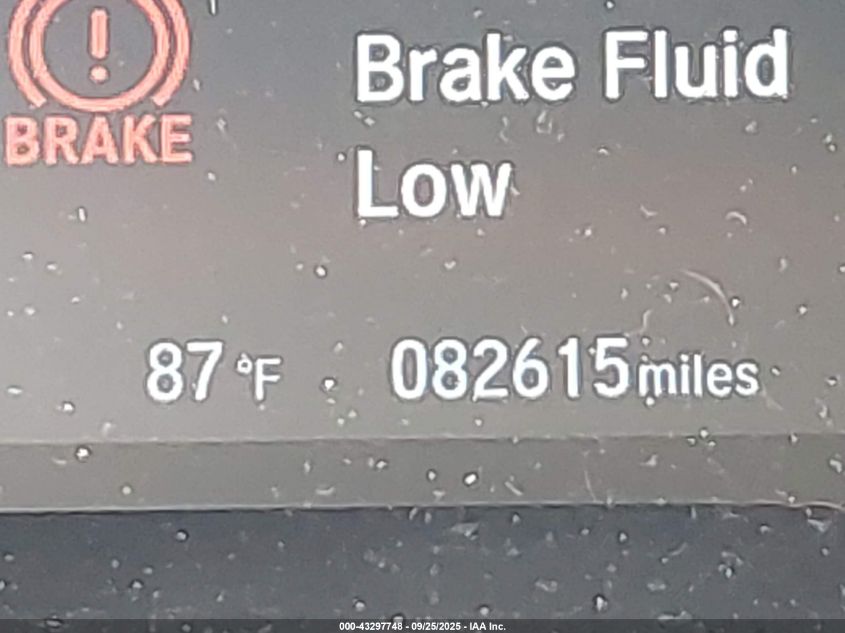 Brake Fluid
BRAKE
Low
87 °F 082615 miles
000-43297748 - 09/25/2025 - IAA Inc.